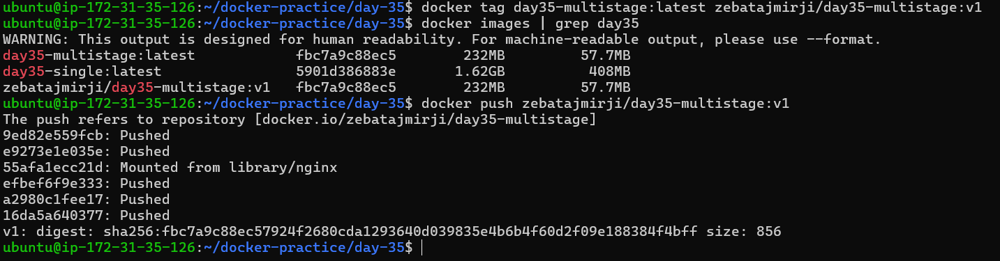 ubuntu@ip-172-31-35-126:~/docker-practice/day-35$ docker tag day35-multistage:latest zebatajmirji/day35-multistage:v1
ubuntu@ip-172-31-35-126:~/docker-practice/day-35$ docker images | grep day35
WARNING: This output is designed for human readability. For machine-readable output, please use --format.
day35-multistage:latest            fbc7a9c88ec5        232MB         57.7MB
day35-single:latest                5901d386883e       1.62GB          408MB
zebatajmirji/day35-multistage:v1   fbc7a9c88ec5        232MB         57.7MB
ubuntu@ip-172-31-35-126:~/docker-practice/day-35$ docker push zebatajmirji/day35-multistage:v1
The push refers to repository [docker.io/zebatajmirji/day35-multistage]
9ed82e559fcb: Pushed
e9273e1e035e: Pushed
55afa1ecc21d: Mounted from library/nginx
efbef6f9e333: Pushed
a2980c1fee17: Pushed
16da5a640377: Pushed
v1: digest: sha256:fbc7a9c88ec57924f2680cda1293640d039835e4b6b4f60d2f09e188384f4bff size: 856
ubuntu@ip-172-31-35-126:~/docker-practice/day-35$